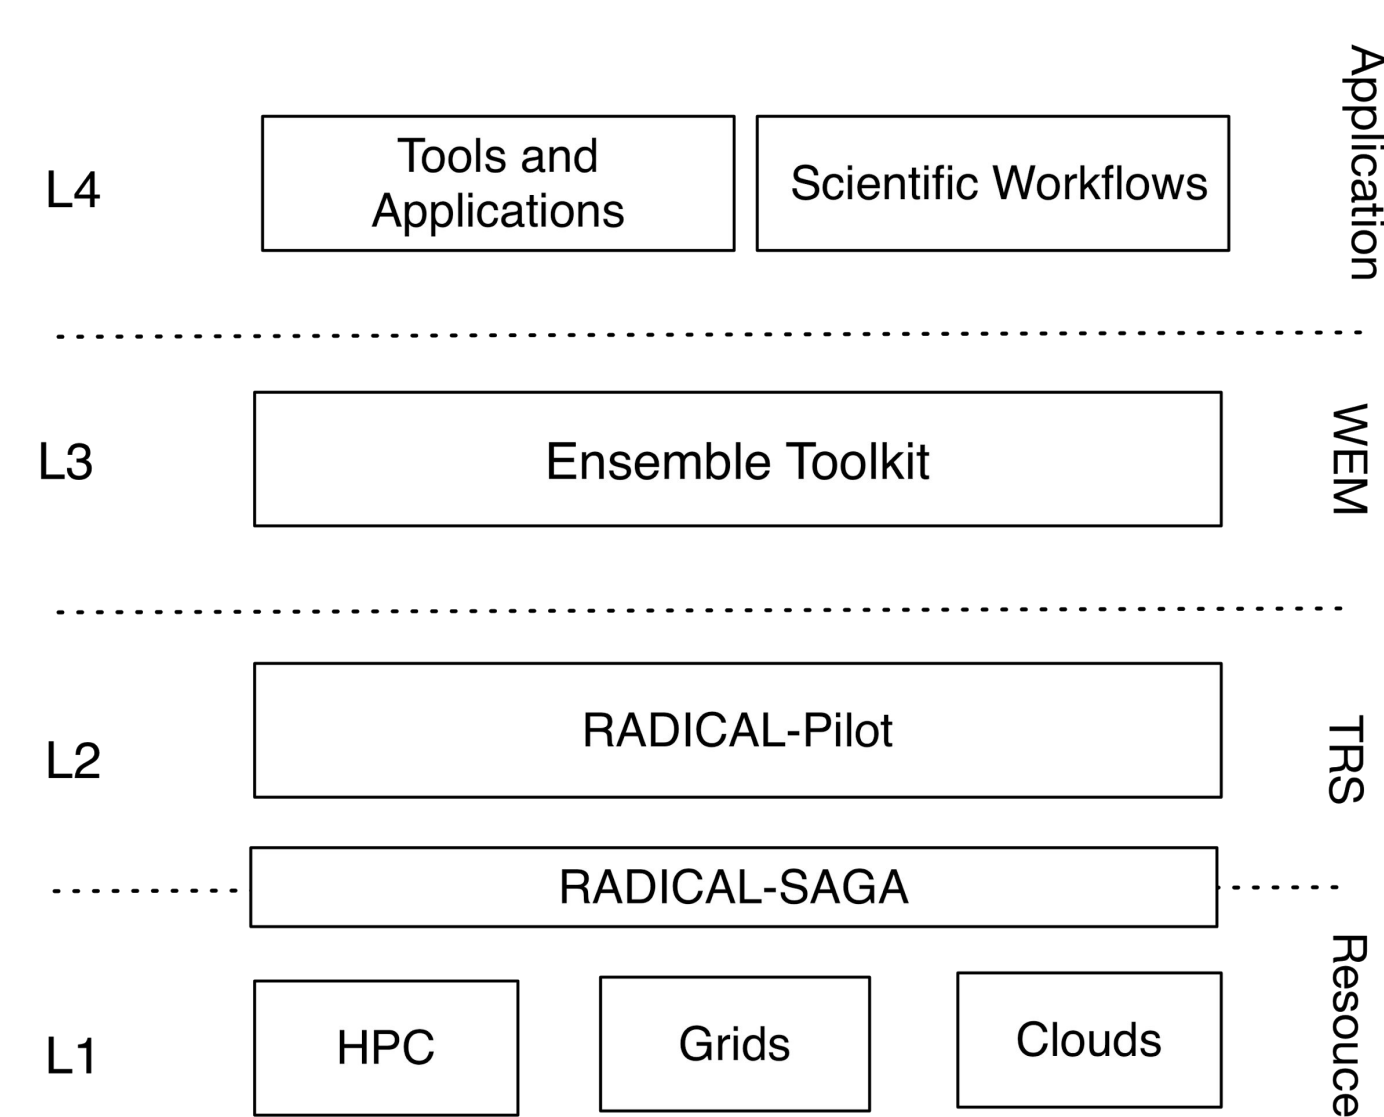 Application
L4
Tools and
Applications
Scientific Workflows
L3
Ensemble Toolkit
WEM
L2
RADICAL-Pilot
TRS
RADICAL-SAGA
L1
HPC
Grids
Clouds
Resouce